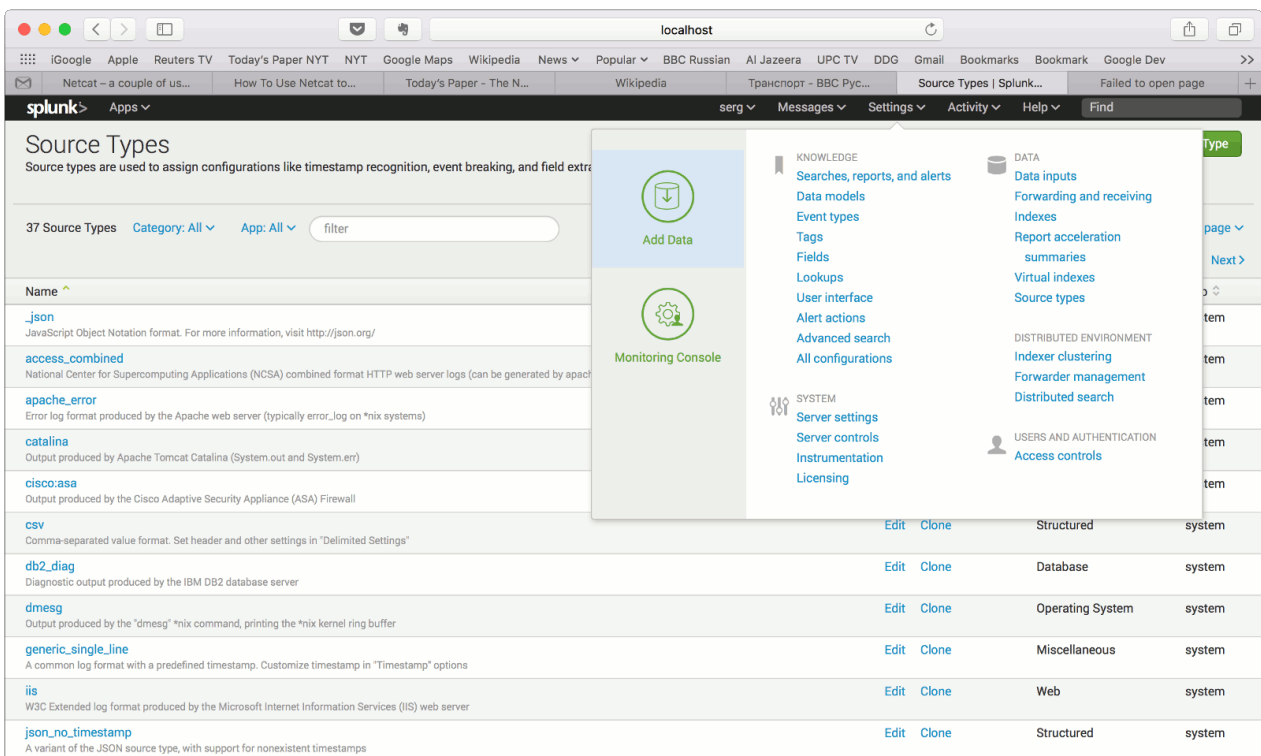 localhost
iGoogle Apple Reuters TV Today's Paper NYT NYT Google Maps Wikipedia News Popular BBC Russian Al Jazeera UPC TV DDG Gmail Bookmarks Bookmark Google Dev >>
Netcat – a couple of us... How To Use Netcat to... Today's Paper - The N... Wikipedia Транспорт - BBC Рус... Source Types | Splunk... Failed to open page +
splunk> Apps serg Messages Settings Activity Help Find
Source Types
Type
Source types are used to assign configurations like timestamp recognition, event breaking, and field extra
37 Source Types Category: All App: All filter
page
Next >
Name
_json
JavaScript Object Notation format. For more information, visit http://json.org/
tem
access_combined
National Center for Supercomputing Applications (NCSA) combined format HTTP web server logs (can be generated by apach
tem
apache_error
Error log format produced by the Apache web server (typically error_log on *nix systems)
tem
catalina
Output produced by Apache Tomcat Catalina (System.out and System.err)
tem
cisco:asa
Output produced by the Cisco Adaptive Security Appliance (ASA) Firewall
tem
Add Data
Monitoring Console
KNOWLEDGE
Searches, reports, and alerts
Data models
Event types
Tags
Fields
Lookups
User interface
Alert actions
Advanced search
All configurations
SYSTEM
Server settings
Server controls
Instrumentation
Licensing
DATA
Data inputs
Forwarding and receiving
Indexes
Report acceleration
summaries
Virtual indexes
Source types
DISTRIBUTED ENVIRONMENT
Indexer clustering
Forwarder management
Distributed search
USERS AND AUTHENTICATION
Access controls
csv Edit Clone Structured system
Comma-separated value format. Set header and other settings in "Delimited Settings"
db2_diag Edit Clone Database system
Diagnostic output produced by the IBM DB2 database server
dmesg Edit Clone Operating System system
Output produced by the "dmesg" *nix command, printing the *nix kernel ring buffer
generic_single_line Edit Clone Miscellaneous system
A common log format with a predefined timestamp. Customize timestamp in "Timestamp" options
iis Edit Clone Web system
W3C Extended log format produced by the Microsoft Internet Information Services (IIS) web server
json_no_timestamp Edit Clone Structured system
A variant of the JSON source type, with support for nonexistent timestamps